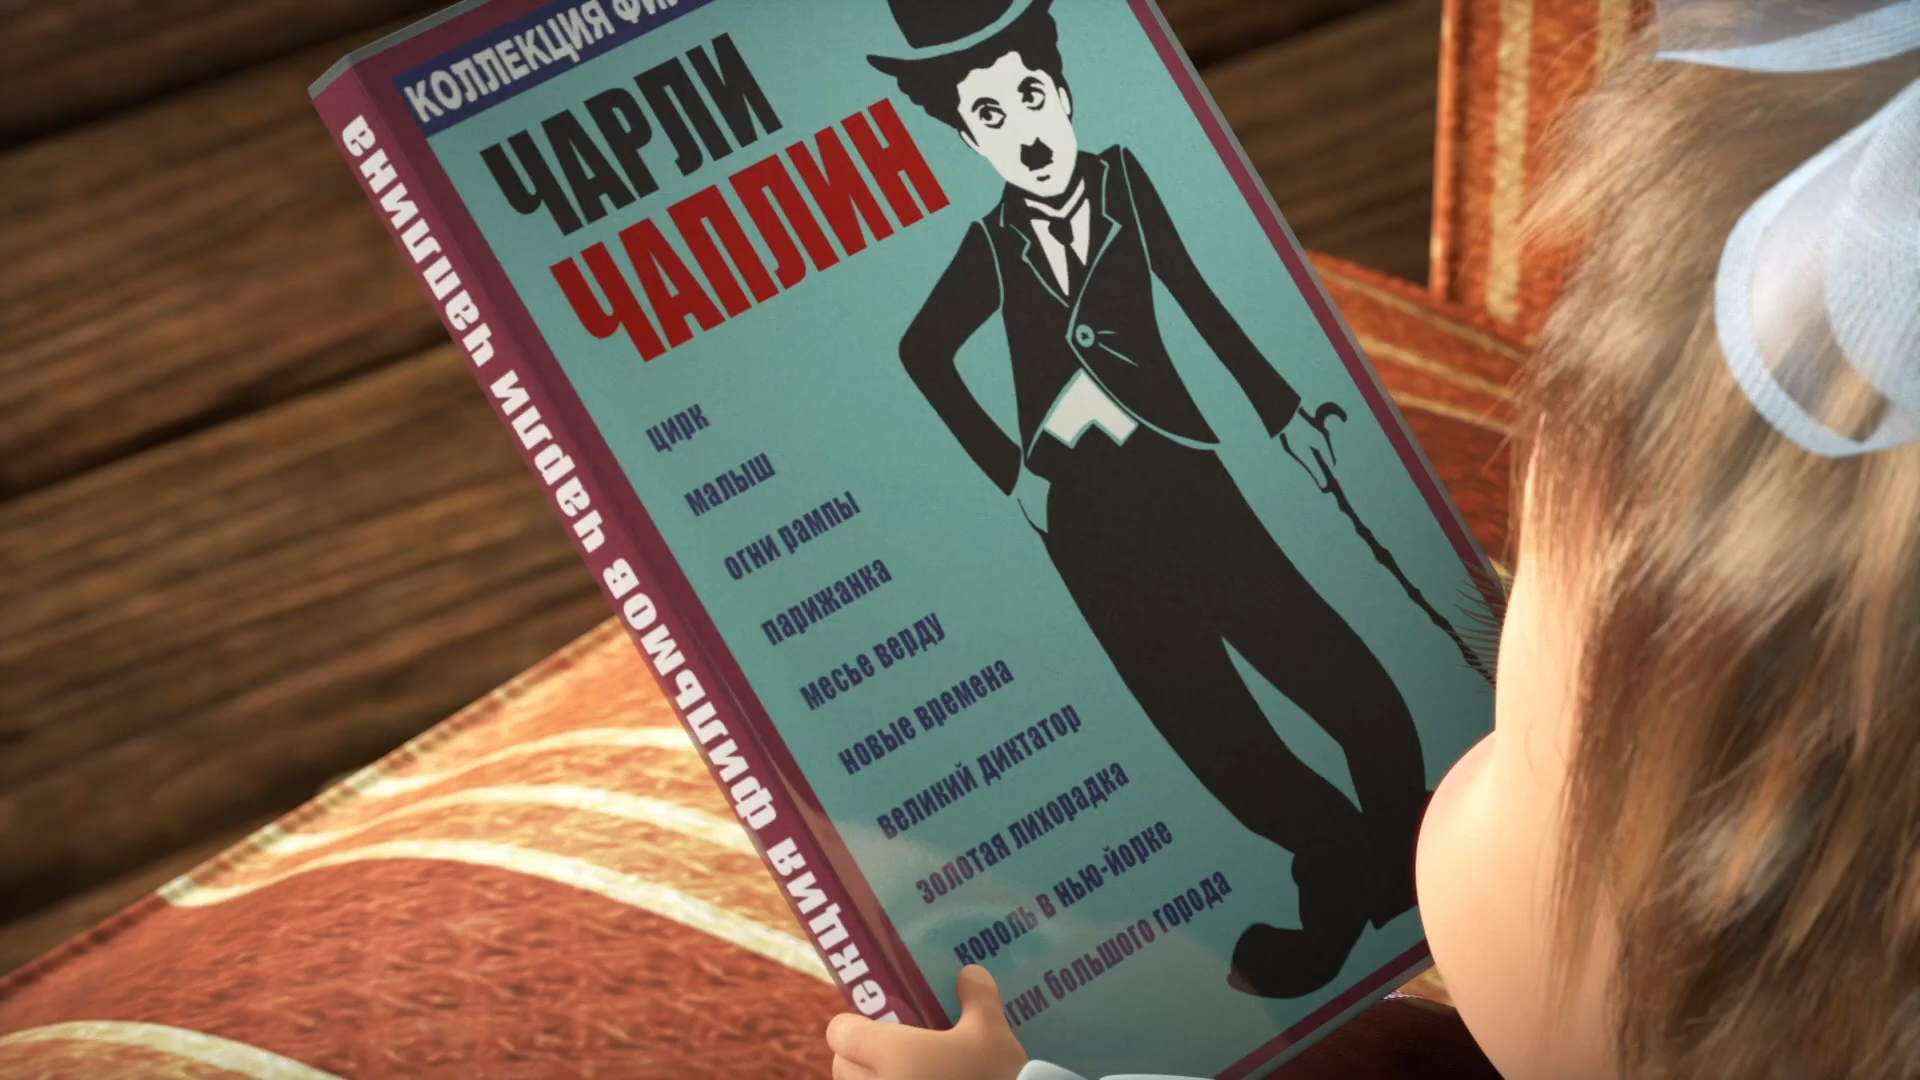 КОЛЛЕКЦИЯ
ЧАРЛИ
ЧАПЛИН
цирк
малыш
огни рампы
парижанка
месье верду
новые времена
великий диктатор
золотая лихорадка
король в нью-йорке
огни большого города
коллекция фильмов чарли чаплина